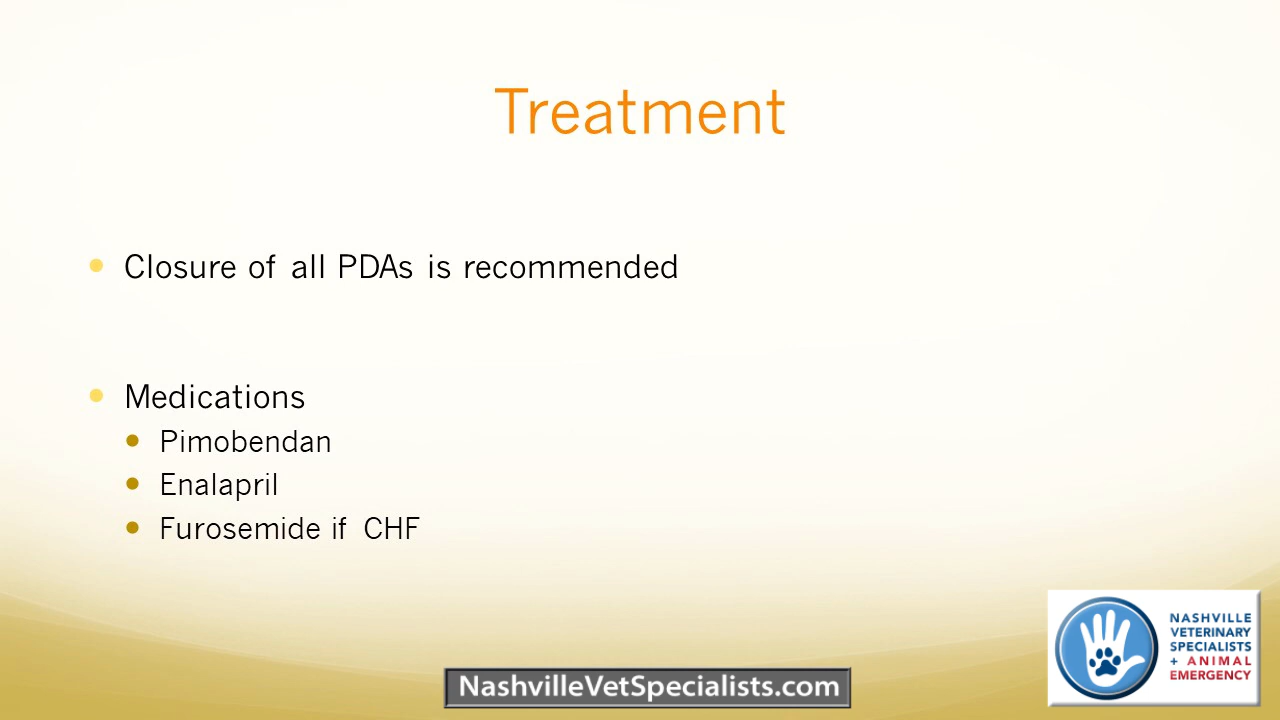 Treatment
Closure of all PDAs is recommended
Medications
Pimobendan
Enalapril
Furosemide if CHF
NASHVILLE
VETERINARY
SPECIALISTS
+ ANIMAL
EMERGENCY
NashvilleVetSpecialists.com